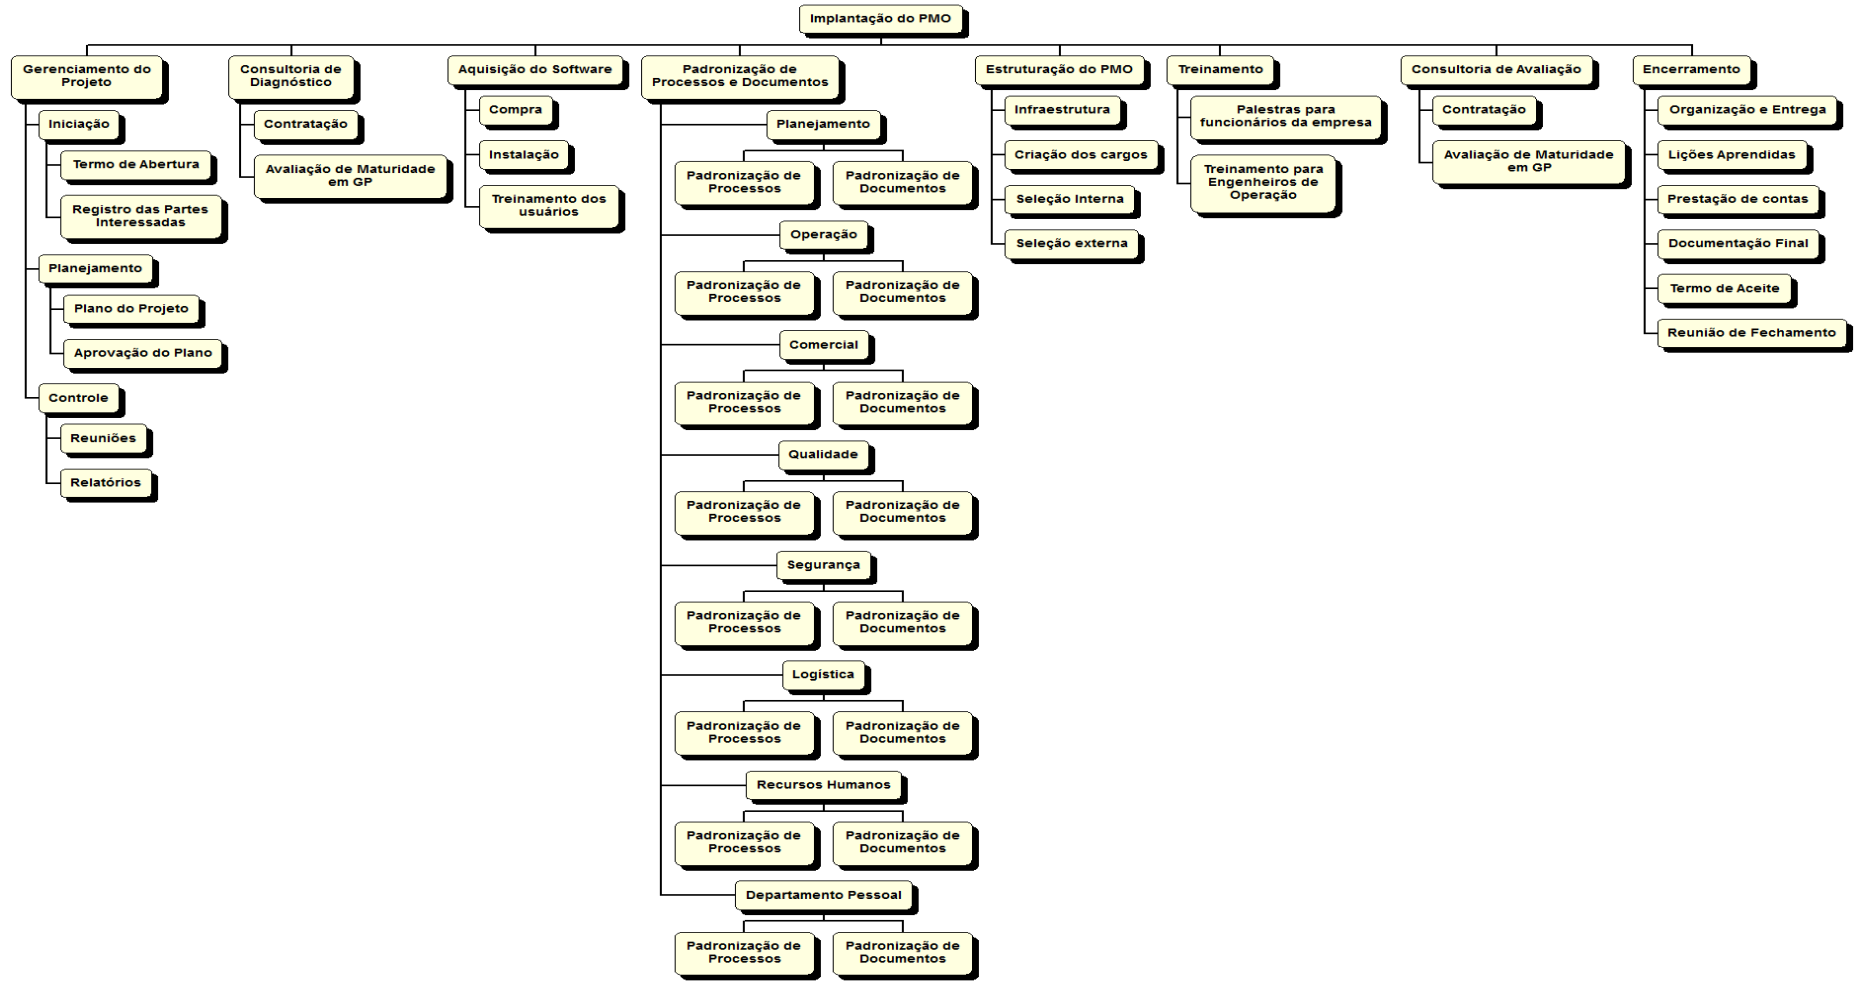 Implantação do PMO
Gerenciamento do
Projeto
Iniciação
Termo de Abertura
Registro das Partes
Interessadas
Planejamento
Plano do Projeto
Aprovação do Plano
Controle
Reuniões
Relatórios
Consultoria de
Diagnóstico
Contratação
Avaliação de Maturidade
em GP
Aquisição do Software
Compra
Instalação
Treinamento dos
usuários
Padronização de
Processos e Documentos
Planejamento
Padronização de
Processos
Padronização de
Documentos
Operação
Padronização de
Processos
Padronização de
Documentos
Comercial
Padronização de
Processos
Padronização de
Documentos
Qualidade
Padronização de
Processos
Padronização de
Documentos
Segurança
Padronização de
Processos
Padronização de
Documentos
Logística
Padronização de
Processos
Padronização de
Documentos
Recursos Humanos
Padronização de
Processos
Padronização de
Documentos
Departamento Pessoal
Padronização de
Processos
Padronização de
Documentos
Estruturação do PMO
Infraestrutura
Criação dos cargos
Seleção Interna
Seleção externa
Treinamento
Palestras para
funcionários da empresa
Treinamento para
Engenheiros de
Operação
Consultoria de Avaliação
Contratação
Avaliação de Maturidade
em GP
Encerramento
Organização e Entrega
Lições Aprendidas
Prestação de contas
Documentação Final
Termo de Aceite
Reunião de Fechamento